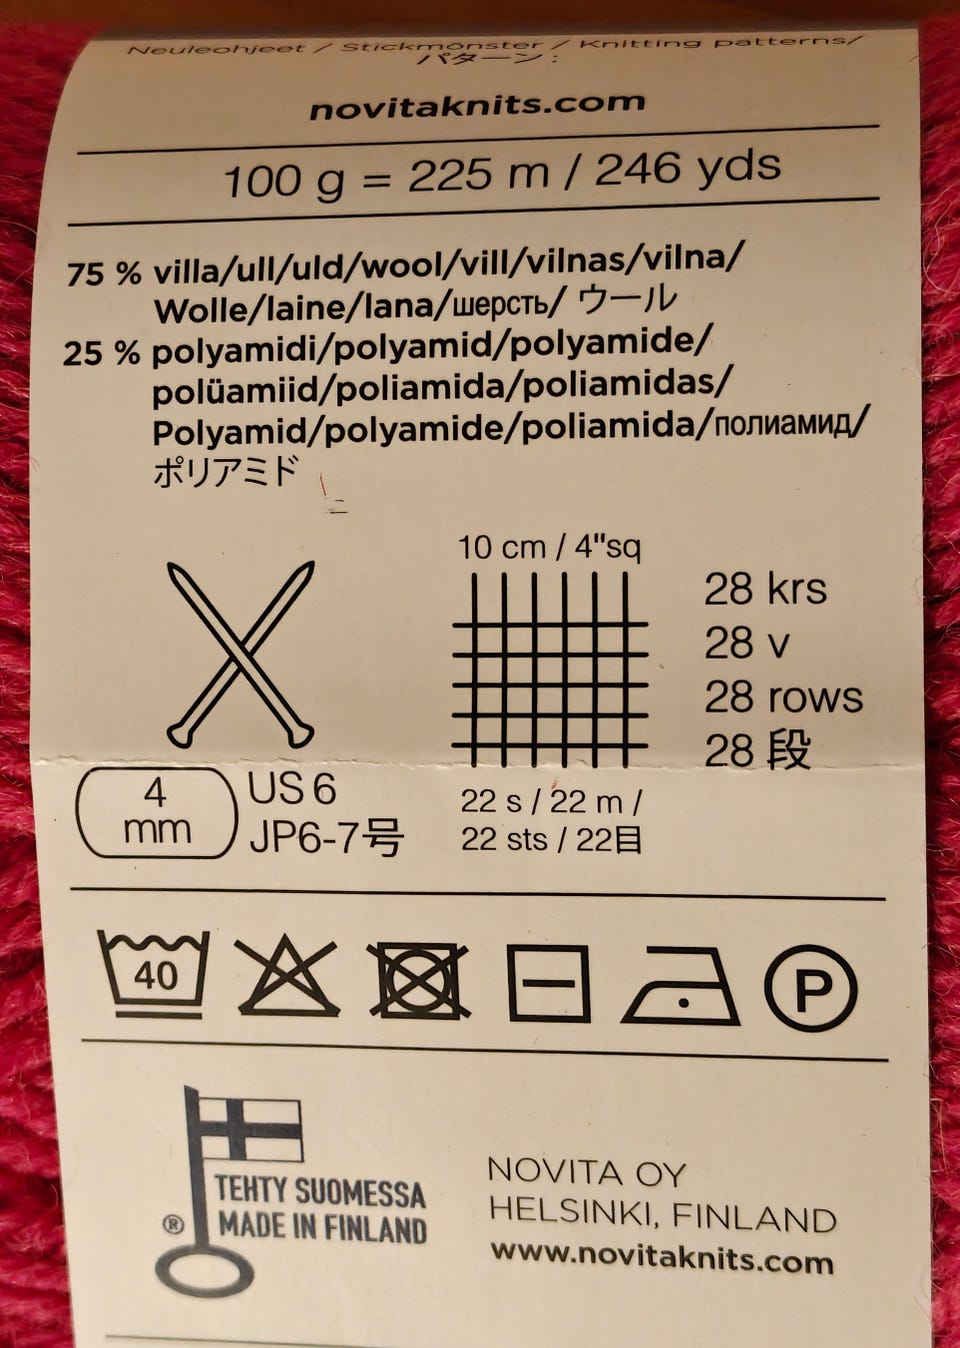 Neuleohjeet / Stickmönster / Knitting patterns/
パターン :
novitaknits.com
100 g = 225 m / 246 yds
75 % villa/ull/uld/wool/vill/vilnas/vilna/
Wolle/laine/lana/шерсть/ ウール
25 % polyamidi/polyamid/polyamide/
polüamiid/poliamida/poliamidas/
Polyamid/polyamide/poliamida/полиамид/
ポリアミド
10 cm / 4"sq
28 krs
28 v
28 rows
28 段
4
mm
US 6
JP6-7号
22 s / 22 m /
22 sts / 22目
40
P
TEHTY SUOMESSA
® MADE IN FINLAND
NOVITA OY
HELSINKI, FINLAND
www.novitaknits.com